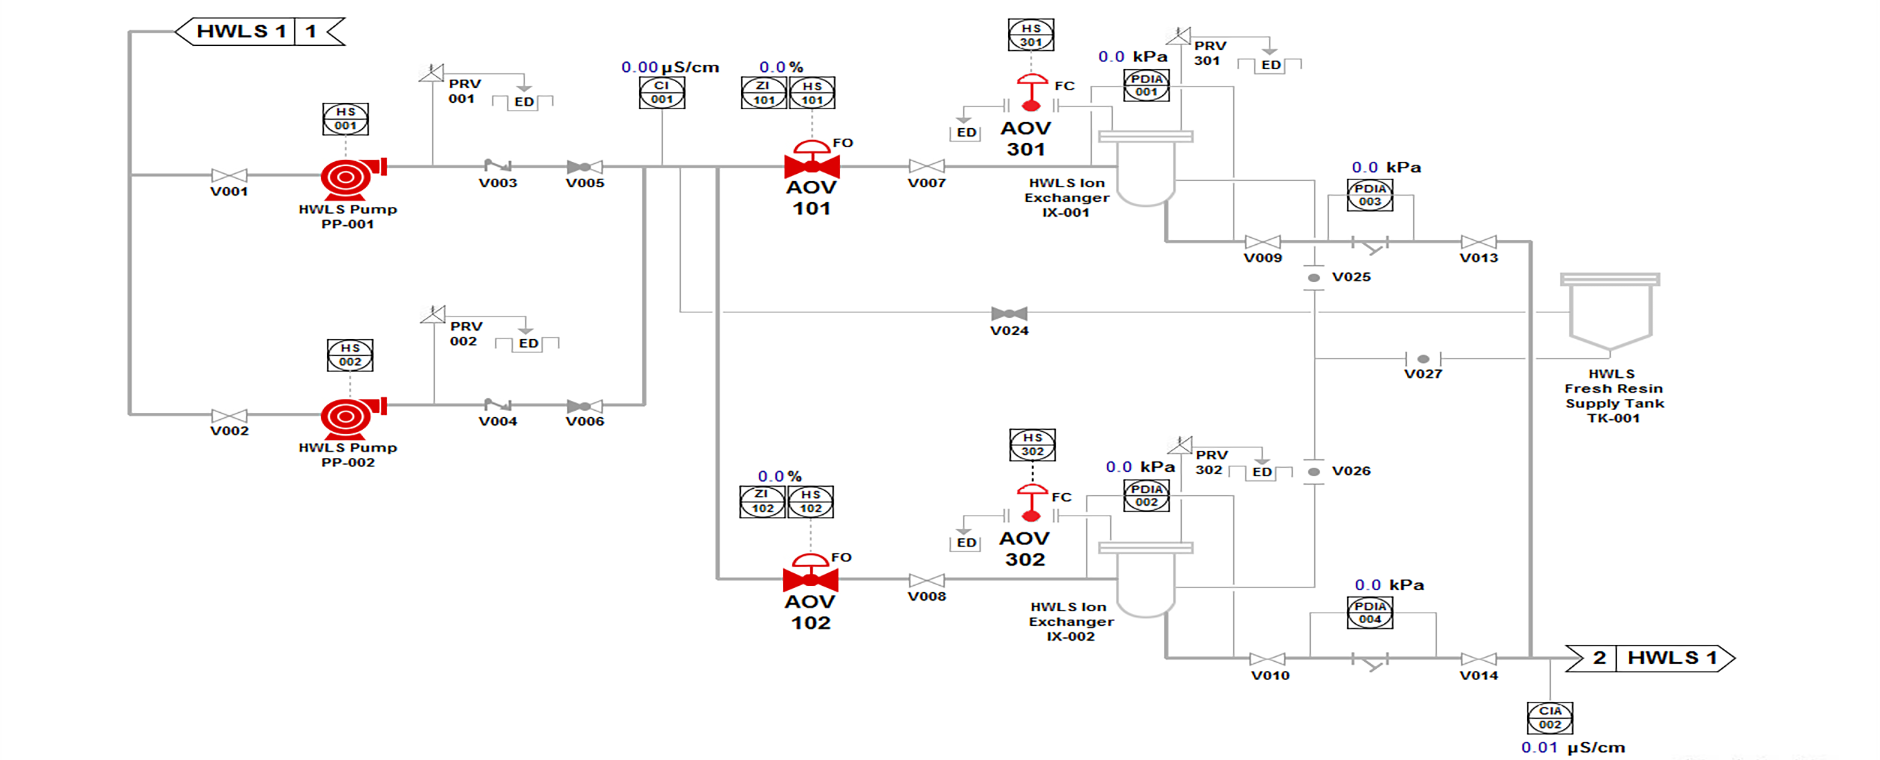 HWLS 1 1
HS
301
PRV
301
ED
0.0 kPa
PDIA
001
0.00 µS/cm
CI
001
0.0 %
ZI
101
HS
101
FC
PRV
001
ED
HS
001
FO
ED
AOV
301
V001
V003
V005
AOV
101
V007
HWLS Ion
Exchanger
IX-001
0.0 kPa
PDIA
003
HWLS Pump
PP-001
V009
V013
V025
PRV
002
ED
V024
HS
002
V027
HWLS
Fresh Resin
Supply Tank
TK-001
V002
V004
V006
HWLS Pump
PP-002
HS
302
PRV
302
ED
0.0 kPa
PDIA
002
V026
0.0 %
ZI
102
HS
102
FC
ED
AOV
302
FO
AOV
102
V008
HWLS Ion
Exchanger
IX-002
0.0 kPa
PDIA
004
V010
V014
2 HWLS 1
CIA
002
0.01 µS/cm